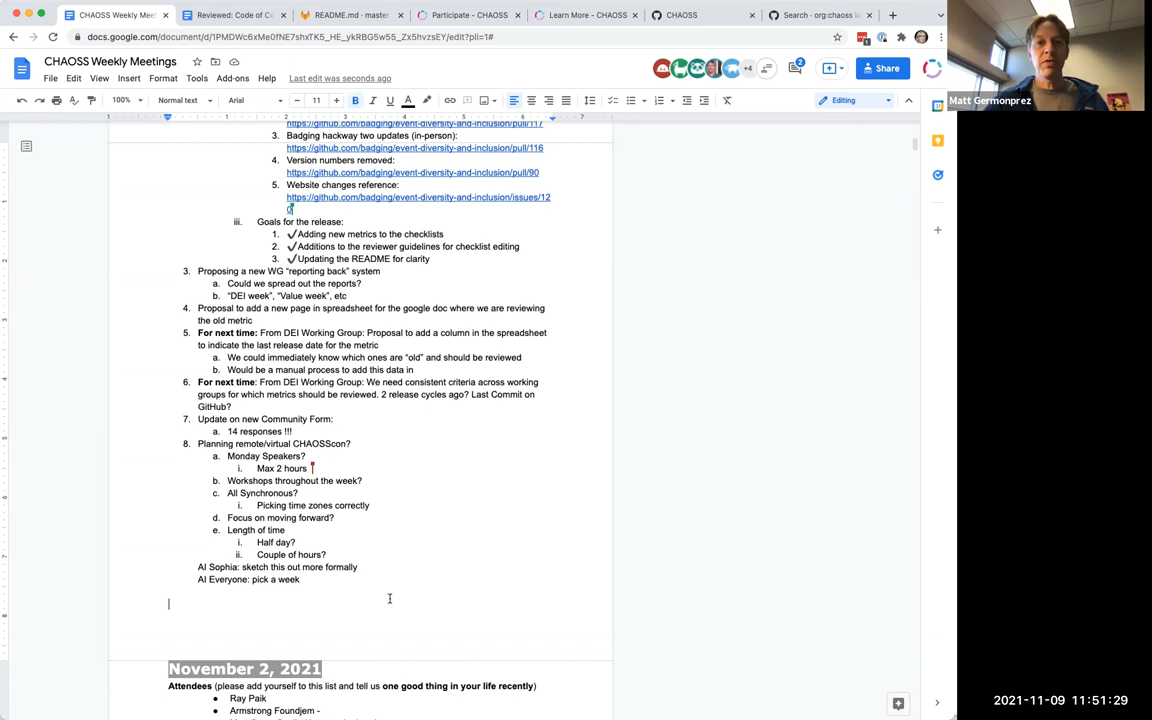 CHAOSS Weekly Meet
Reviewed: Code of Co
README.md · master
Participate – CHAOSS
Learn More – CHAOSS
CHAOSS
Search · org:chaoss la
docs.google.com/document/d/1PMDWc6xMe0fNE7shxTK5_HE_ykRBG5w55_Zx5hvzsEY/edit?pli=1#
CHAOSS Weekly Meetings
File Edit View Insert Format Tools Add-ons Help Last edit was seconds ago
+4
2
Share
Matt Germonprez
100% Normal text Arial 11 B I U A Editing
https://github.com/badging/event-diversity-and-inclusion/pull/117
3. Badging hackway two updates (in-person):
https://github.com/badging/event-diversity-and-inclusion/pull/116
4. Version numbers removed:
https://github.com/badging/event-diversity-and-inclusion/pull/90
5. Website changes reference:
https://github.com/badging/event-diversity-and-inclusion/issues/12
0
iii. Goals for the release:
1. ✓Adding new metrics to the checklists
2. ✓Additions to the reviewer guidelines for checklist editing
3. ✓Updating the README for clarity
3. Proposing a new WG “reporting back” system
a. Could we spread out the reports?
b. “DEI week”, “Value week”, etc
4. Proposal to add a new page in spreadsheet for the google doc where we are reviewing
the old metric
5. For next time: From DEI Working Group: Proposal to add a column in the spreadsheet
to indicate the last release date for the metric
a. We could immediately know which ones are “old” and should be reviewed
b. Would be a manual process to add this data in
6. For next time: From DEI Working Group: We need consistent criteria across working
groups for which metrics should be reviewed. 2 release cycles ago? Last Commit on
GitHub?
7. Update on new Community Form:
a. 14 responses !!!
8. Planning remote/virtual CHAOSScon?
a. Monday Speakers?
i. Max 2 hours
b. Workshops throughout the week?
c. All Synchronous?
i. Picking time zones correctly
d. Focus on moving forward?
e. Length of time
i. Half day?
ii. Couple of hours?
AI Sophia: sketch this out more formally
AI Everyone: pick a week
November 2, 2021
Attendees (please add yourself to this list and tell us one good thing in your life recently)
● Ray Paik
● Armstrong Foundjem -
2021-11-09 11:51:29